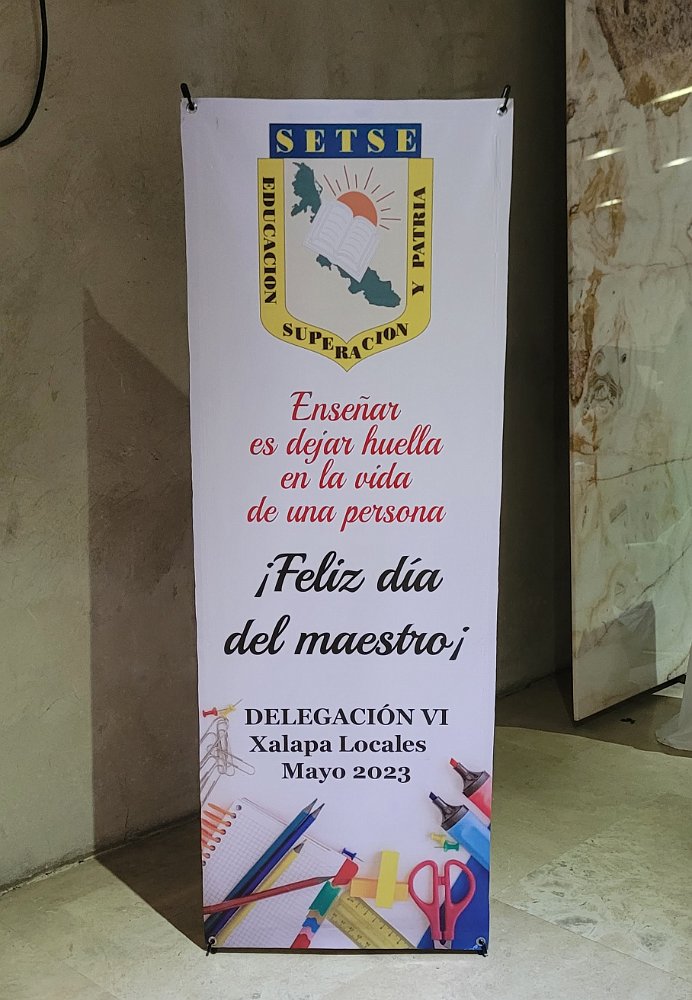 SETSE
EDUCACION
SUPERACION
Y PATRIA
Enseñar
es dejar huella
en la vida
de una persona
¡Feliz día
del maestro¡
DELEGACIÓN VI
Xalapa Locales
Mayo 2023